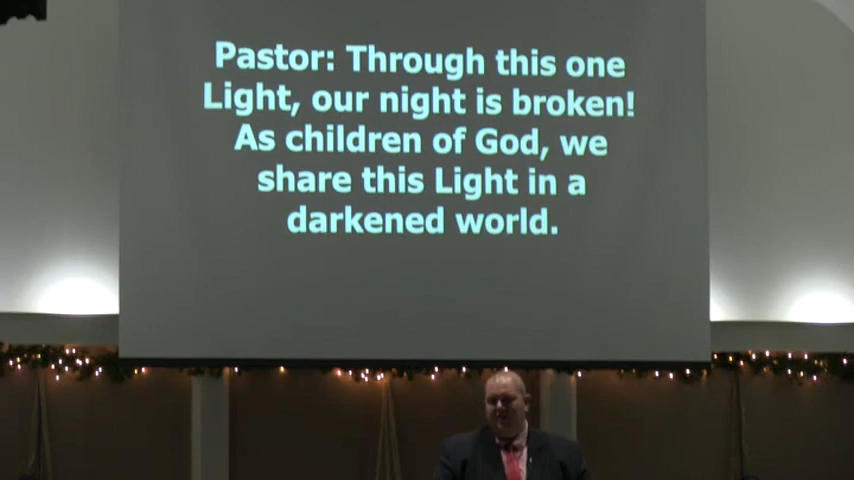 Pastor: Through this one
Light, our night is broken!
As children of God, we
share this Light in a
darkened world.